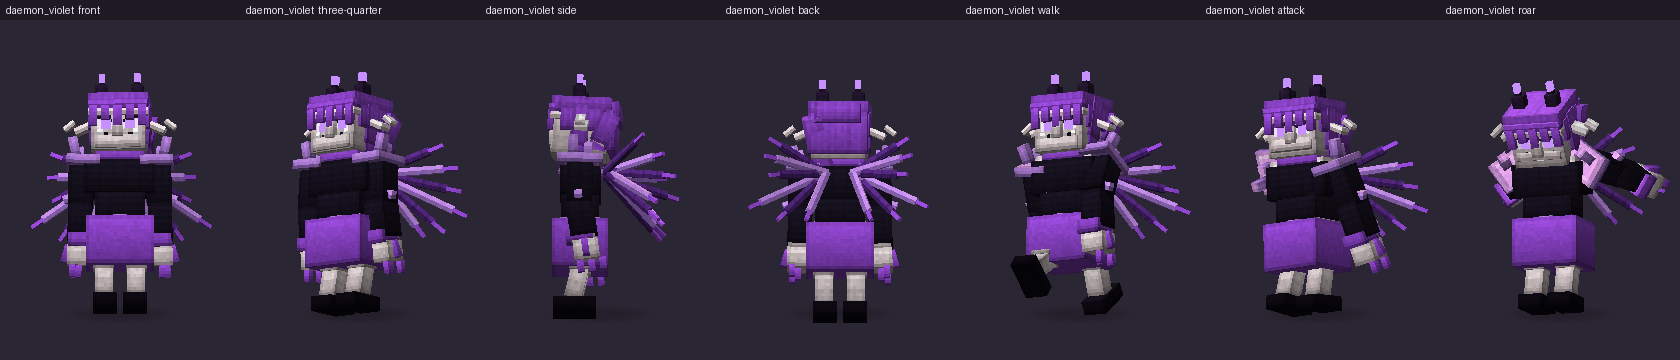 daemon_violet front
daemon_violet three-quarter
daemon_violet side
daemon_violet back
daemon_violet walk
daemon_violet attack
daemon_violet roar